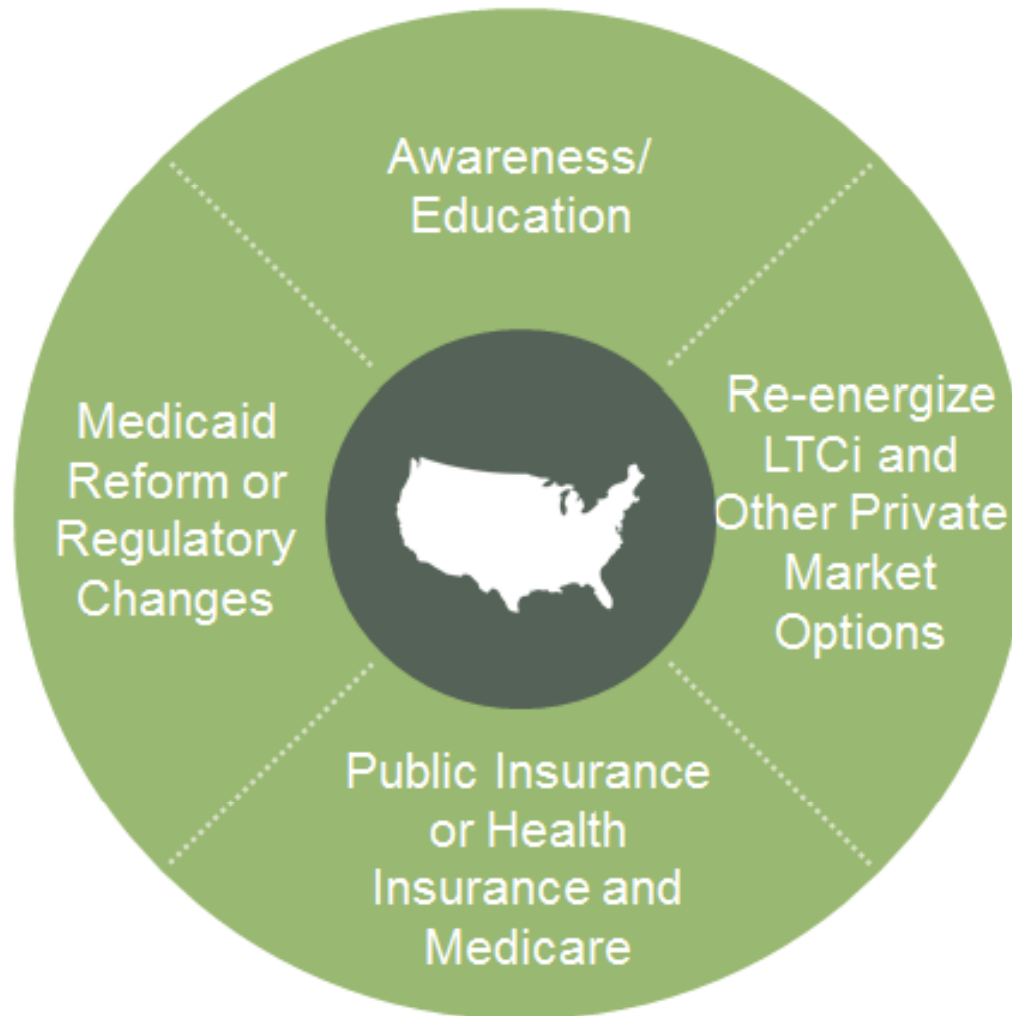 Awareness/
Education
Re-energize
LTCi and
Other Private
Market
Options
Public Insurance
or Health
Insurance and
Medicare
Medicaid
Reform or
Regulatory
Changes